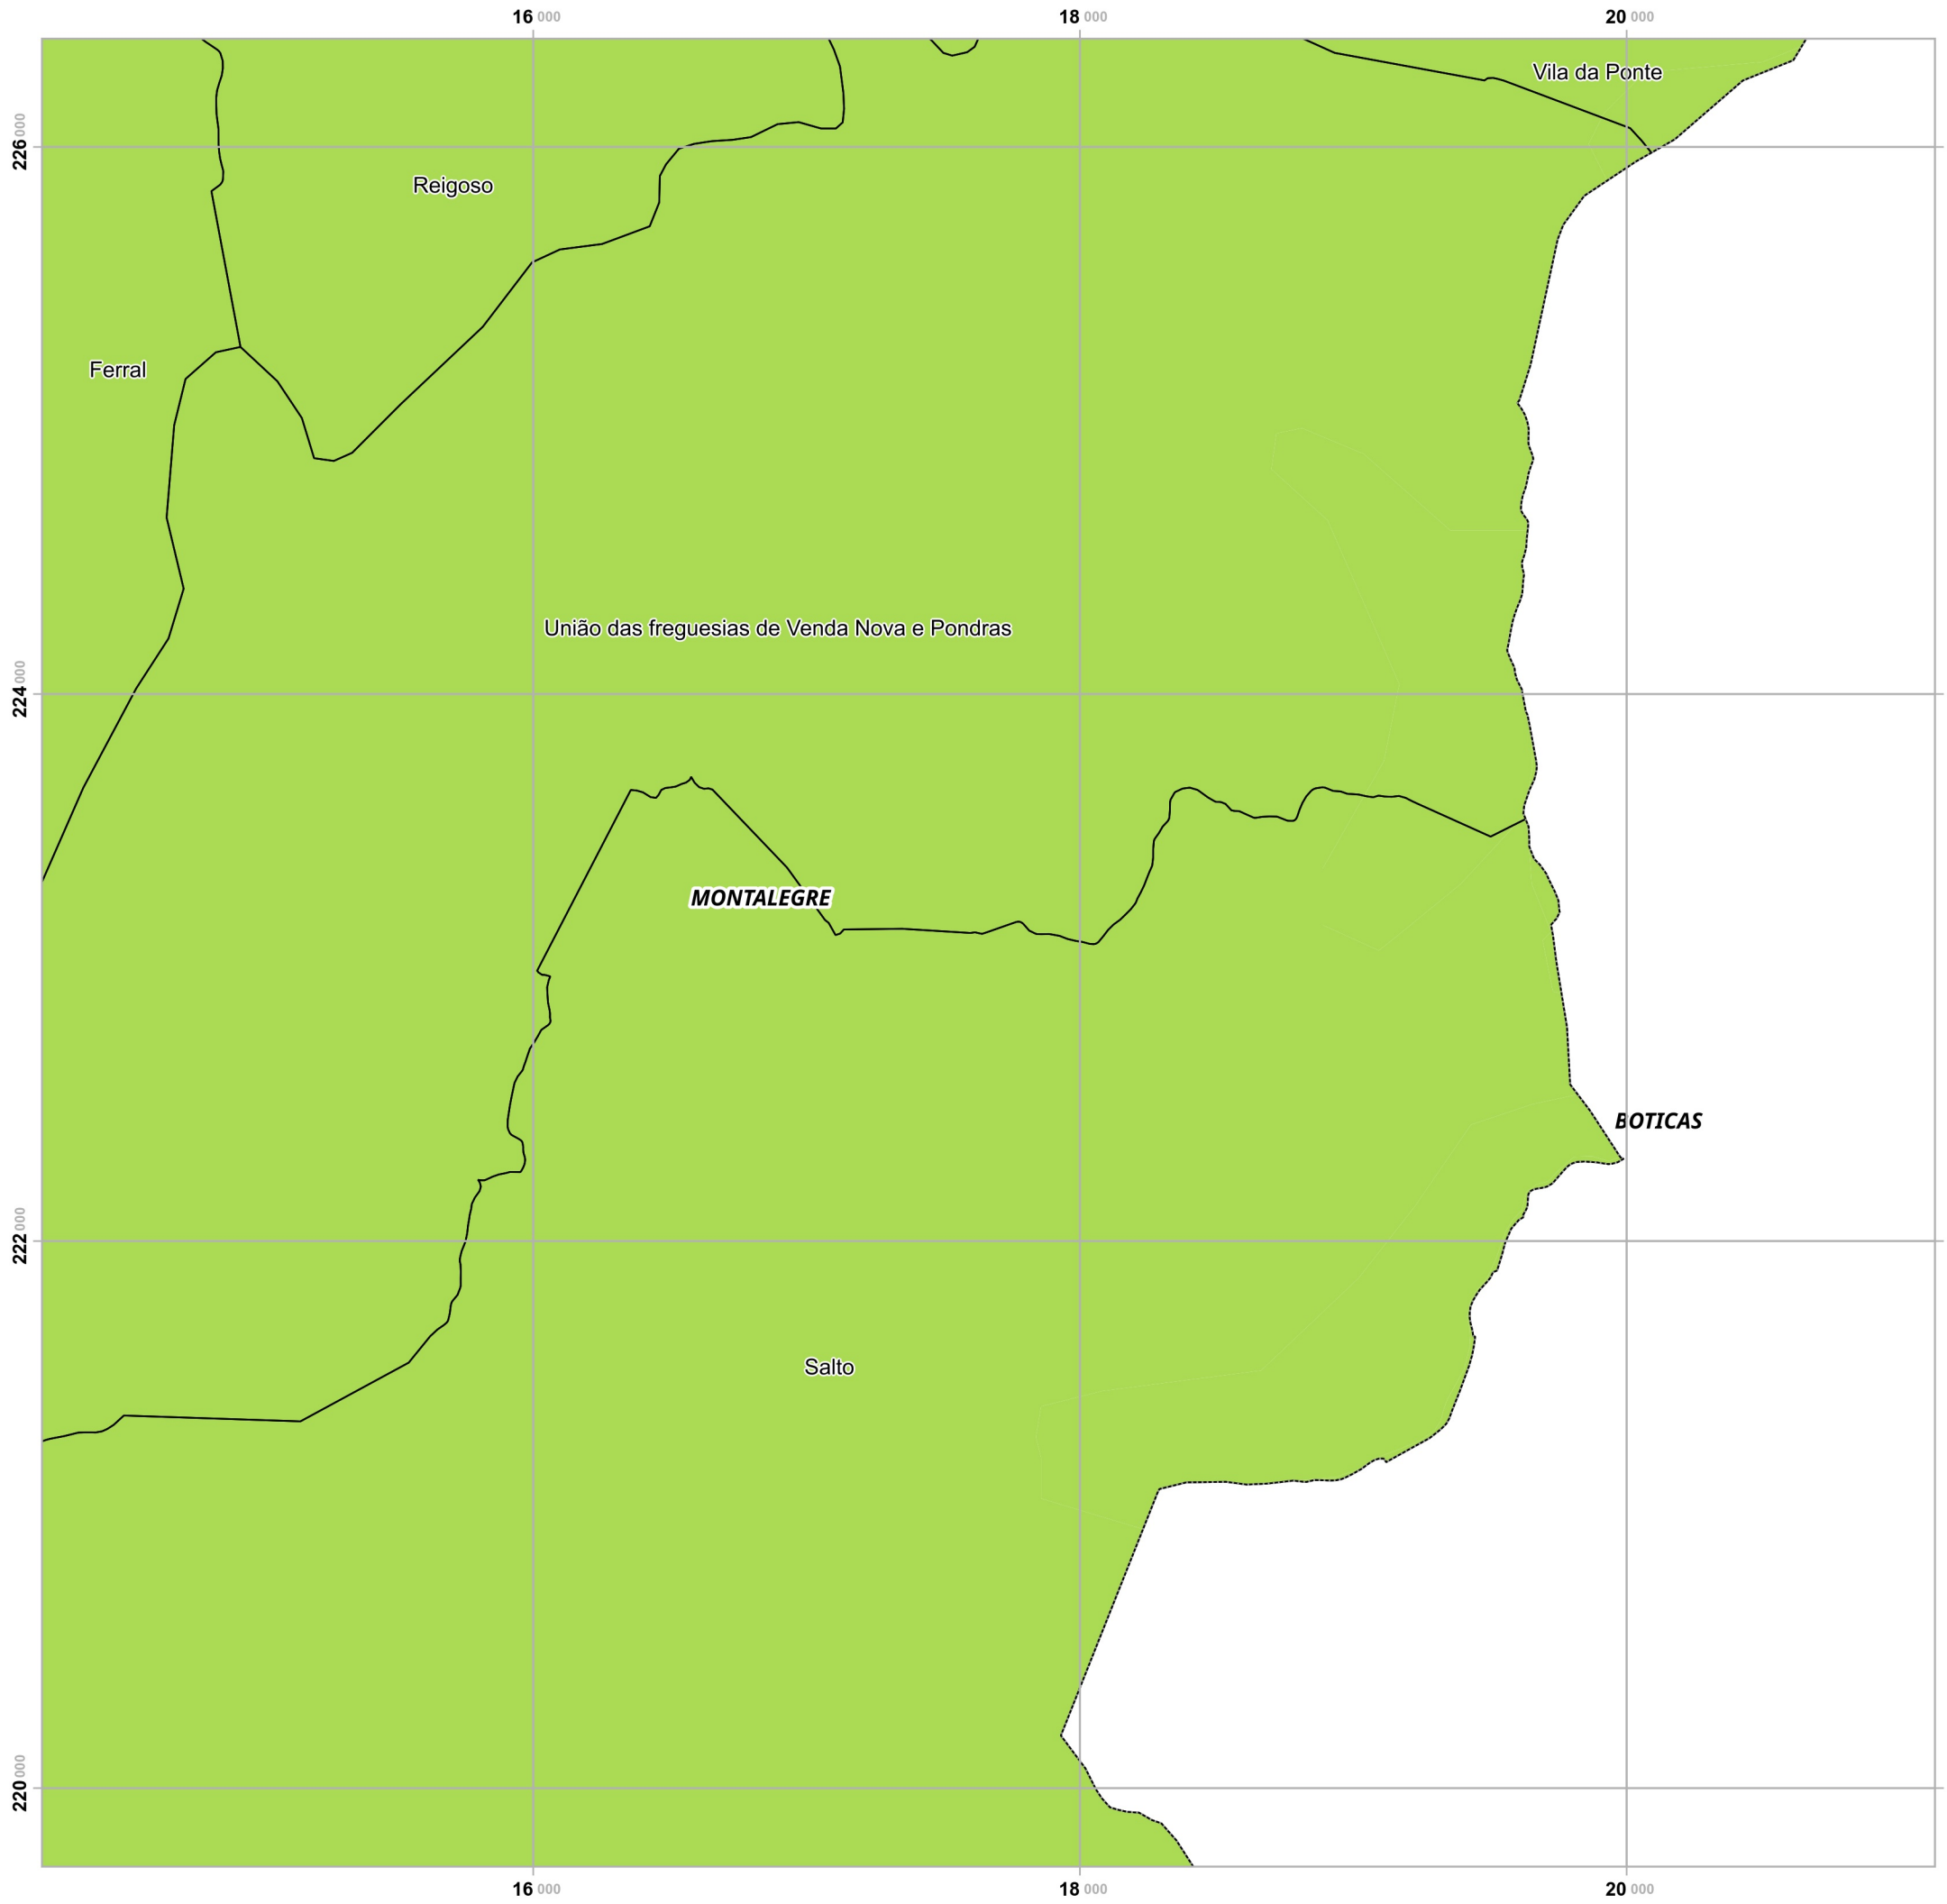 16 000
18 000
20 000
Vila da Ponte
226 000
Reigoso
Ferral
União das freguesias de Venda Nova e Pondras
224 000
MONTALEGRE
BOTICAS
222 000
Salto
220 000
16 000
18 000
20 000